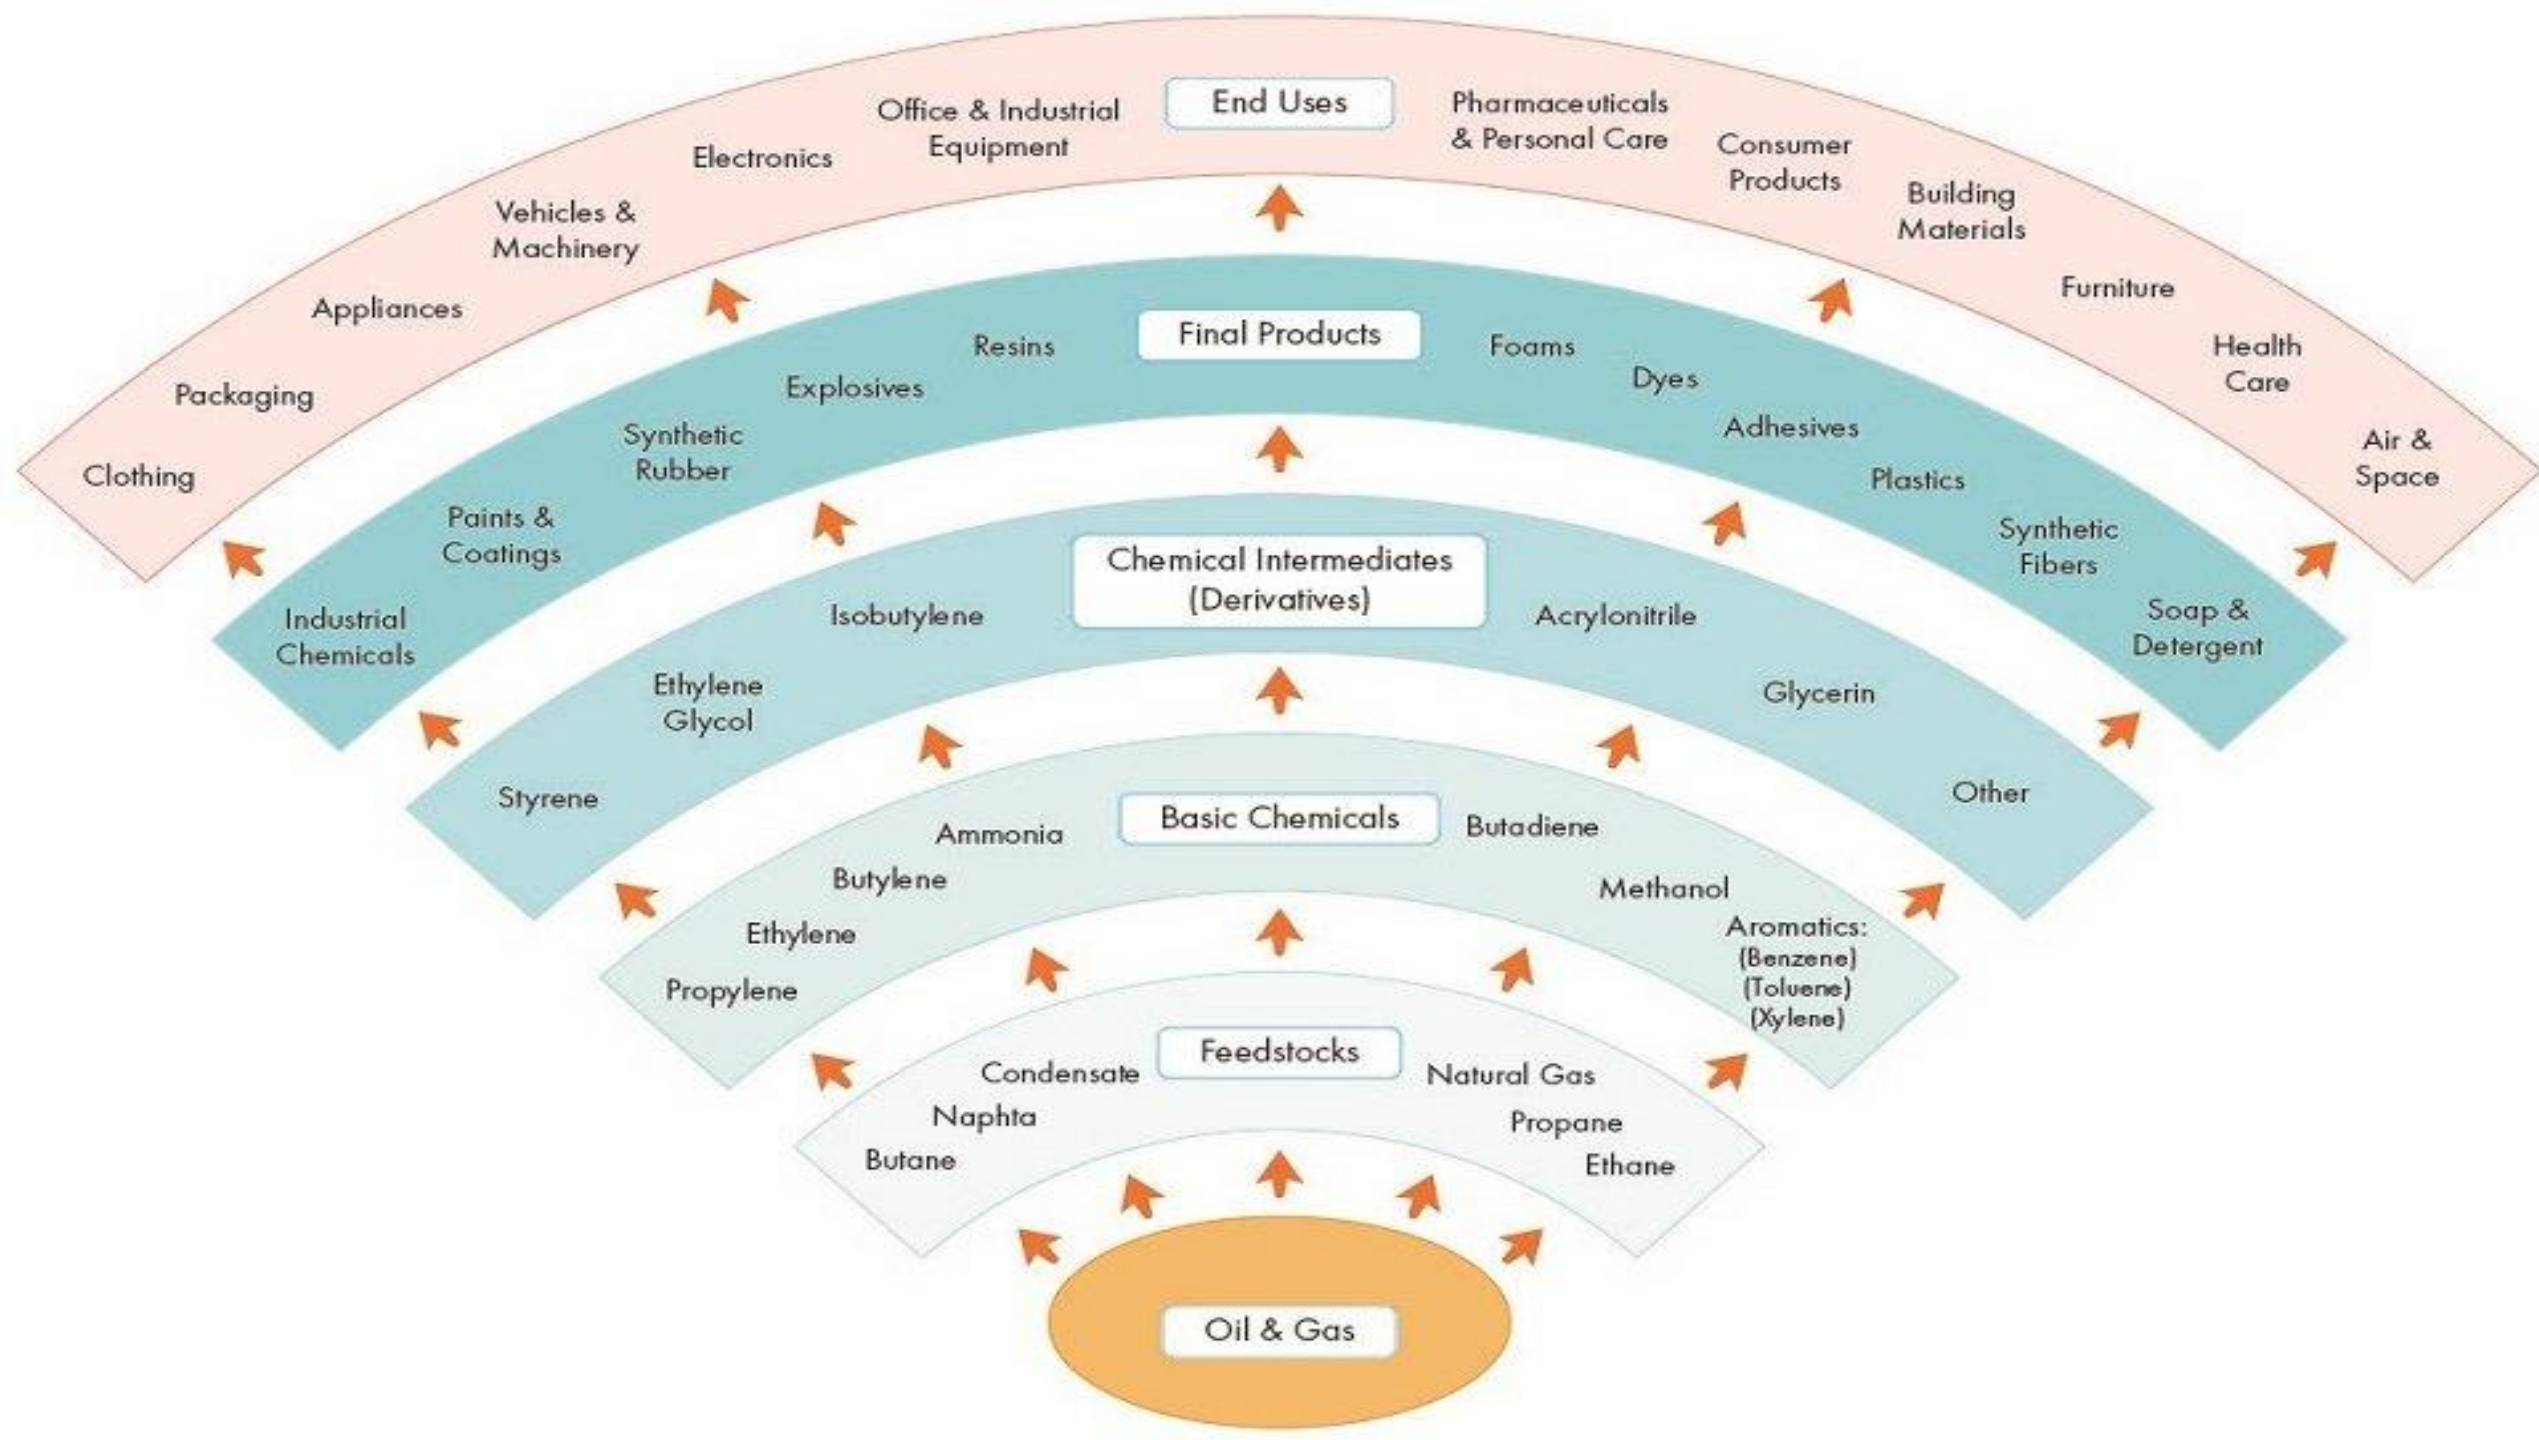 End Uses
Clothing
Packaging
Appliances
Vehicles &
Machinery
Electronics
Office & Industrial
Equipment
Pharmaceuticals
& Personal Care
Consumer
Products
Building
Materials
Furniture
Health
Care
Air &
Space
Final Products
Industrial
Chemicals
Paints &
Coatings
Synthetic
Rubber
Explosives
Resins
Foams
Dyes
Adhesives
Plastics
Synthetic
Fibers
Soap &
Detergent
Chemical Intermediates
(Derivatives)
Styrene
Ethylene
Glycol
Isobutylene
Acrylonitrile
Glycerin
Other
Basic Chemicals
Propylene
Ethylene
Butylene
Ammonia
Butadiene
Methanol
Aromatics:
(Benzene)
(Toluene)
(Xylene)
Feedstocks
Butane
Naphta
Condensate
Natural Gas
Propane
Ethane
Oil & Gas